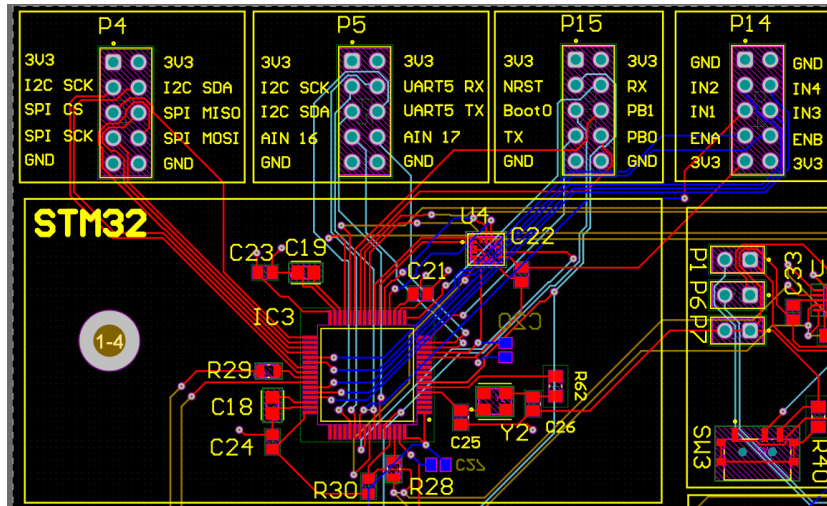 P4 P5 P15 P14
3V3 3V3 3V3 3V3 3V3 3V3 GND GND
I2C SCK I2C SDA I2C SCK UART5 RX NRST RX IN2 IN4
SPI CS SPI MISO I2C SDA UART5 TX Boot0 PB1 IN1 IN3
SPI SCK SPI MOSI AIN 16 AIN 17 TX PB0 ENA ENB
GND GND GND GND GND GND 3V3 3V3
STM32
U4
C23 C19 C22
C21
P1 P6 P7
C33
U
IC3
C20
1-4
R29
R62
C18
C24
C25 Y2 C26
SW3
R40
C27
R30 R28